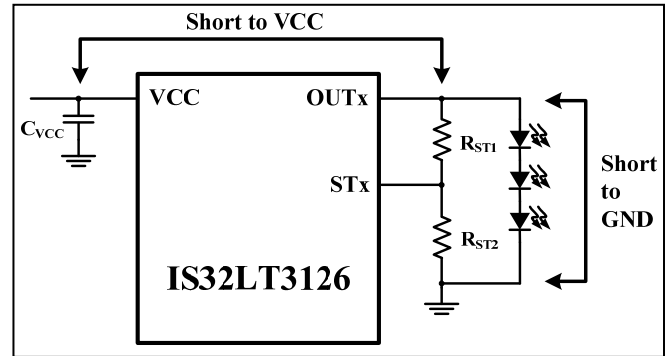 Short to VCC
VCC
OUTx
CVCC
RST1
STx
Short
to
GND
RST2
IS32LT3126